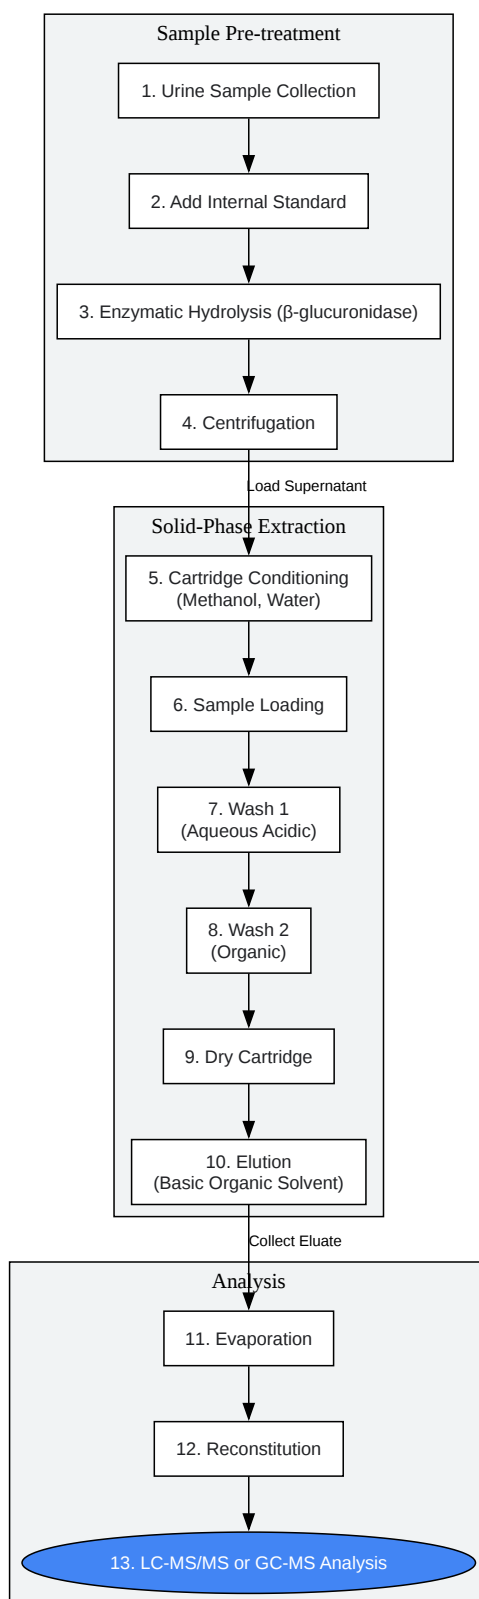 Sample Pre-treatment
1. Urine Sample Collection
2. Add Internal Standard
3. Enzymatic Hydrolysis (β-glucuronidase)
4. Centrifugation
Load Supernatant
Solid-Phase Extraction
5. Cartridge Conditioning
(Methanol, Water)
6. Sample Loading
7. Wash 1
(Aqueous Acidic)
8. Wash 2
(Organic)
9. Dry Cartridge
10. Elution
(Basic Organic Solvent)
Collect Eluate
Analysis
11. Evaporation
12. Reconstitution
13. LC-MS/MS or GC-MS Analysis